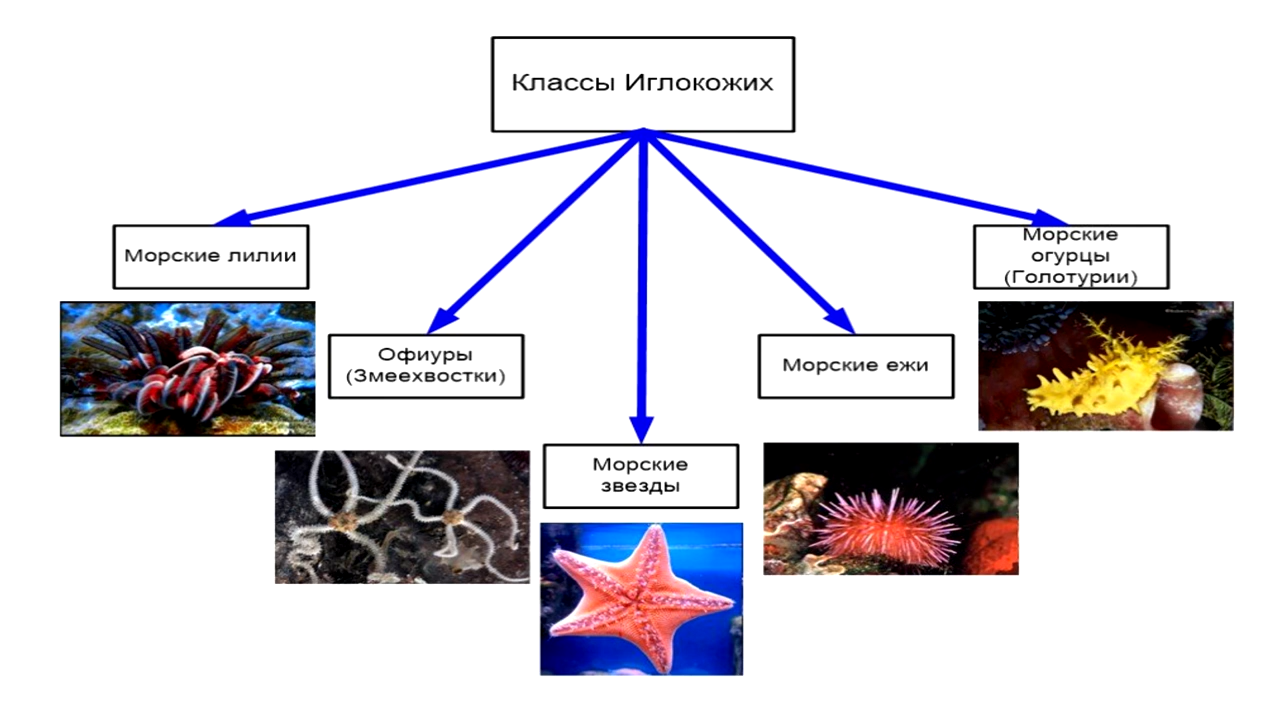 Классы Иглокожих
Морские лилии
Офиуры
(Змеехвостки)
Морские
звезды
Морские ежи
Морские
огурцы
(Голотурии)